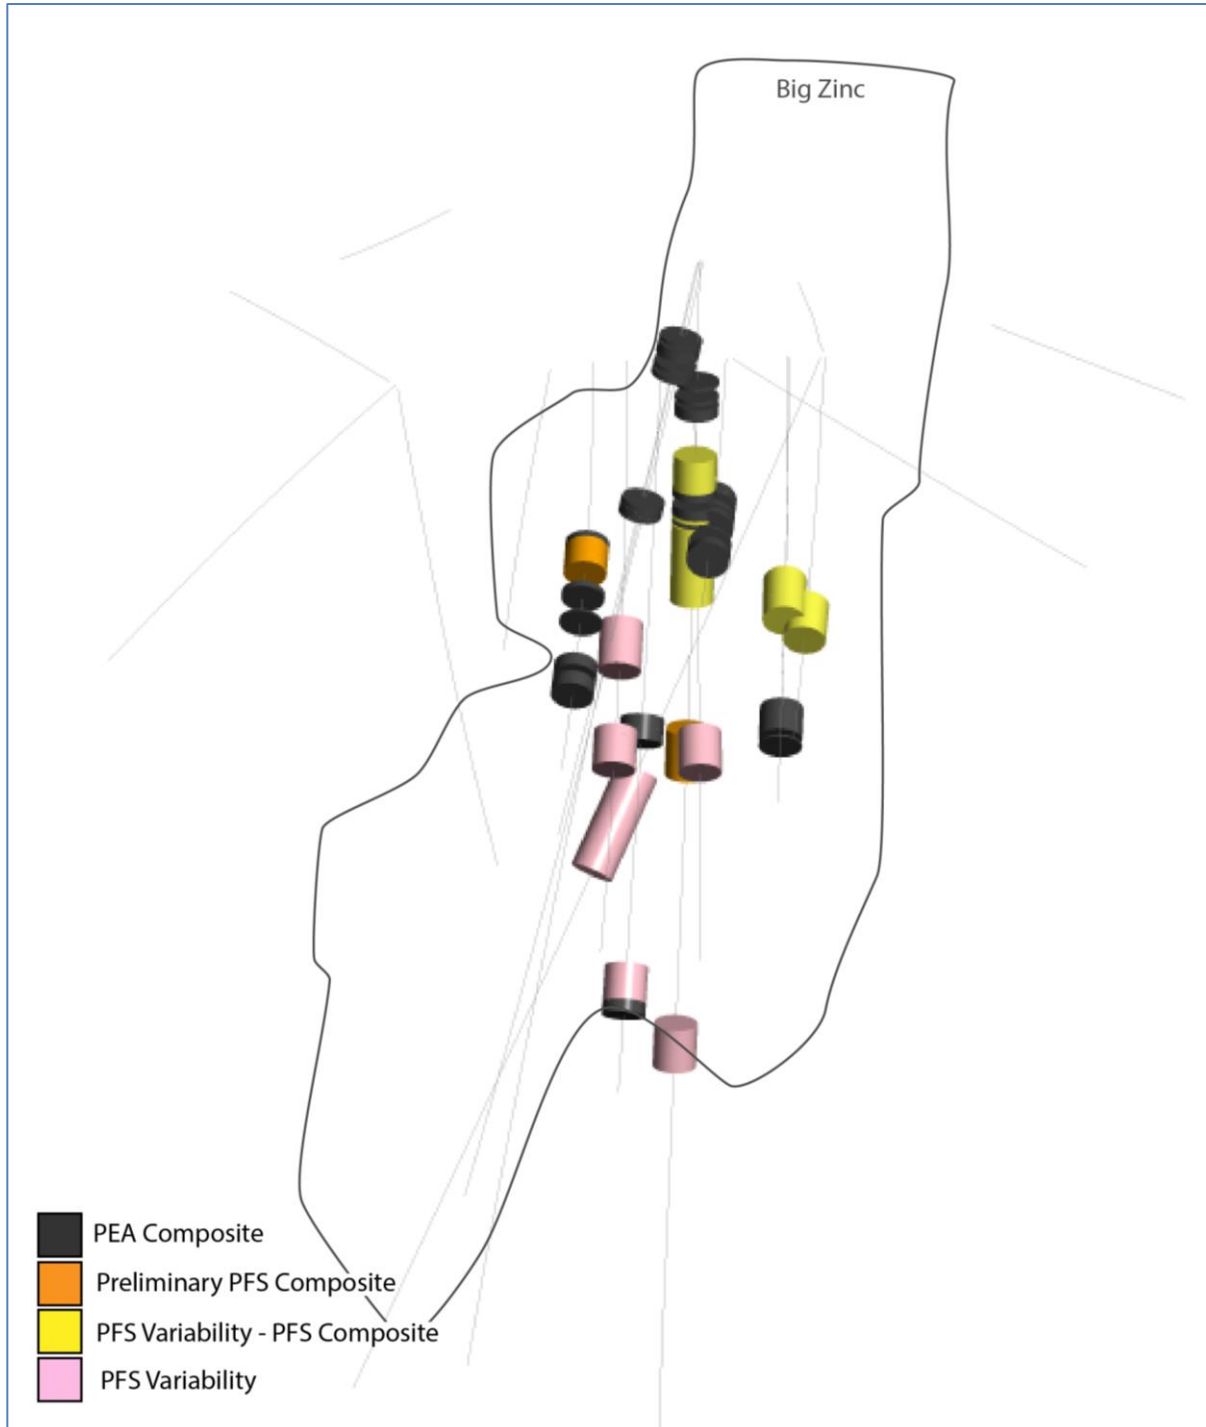 Big Zinc
PEA Composite
Preliminary PFS Composite
PFS Variability - PFS Composite
PFS Variability